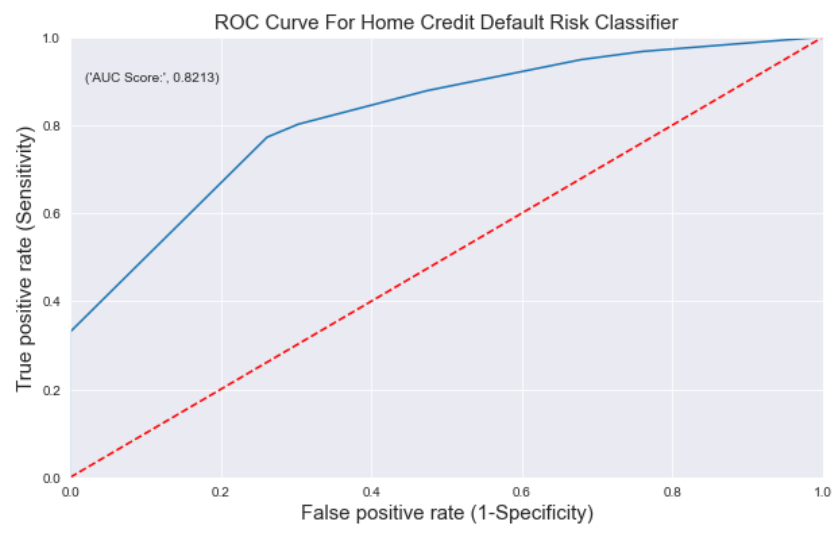 ROC Curve For Home Credit Default Risk Classifier
1.0
('AUC Score:', 0.8213)
0.8
0.6
0.4
0.2
0.0
True positive rate (Sensitivity)
0.0 0.2 0.4 0.6 0.8 1.0
False positive rate (1-Specificity)